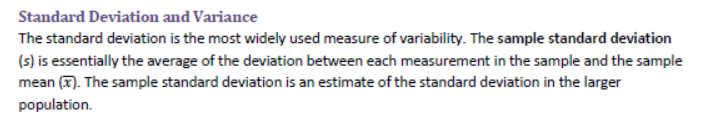 Standard Deviation and Variance
The standard deviation is the most widely used measure of variability. The sample standard deviation
(s) is essentially the average of the deviation between each measurement in the sample and the sample
mean (x̅). The sample standard deviation is an estimate of the standard deviation in the larger
population.